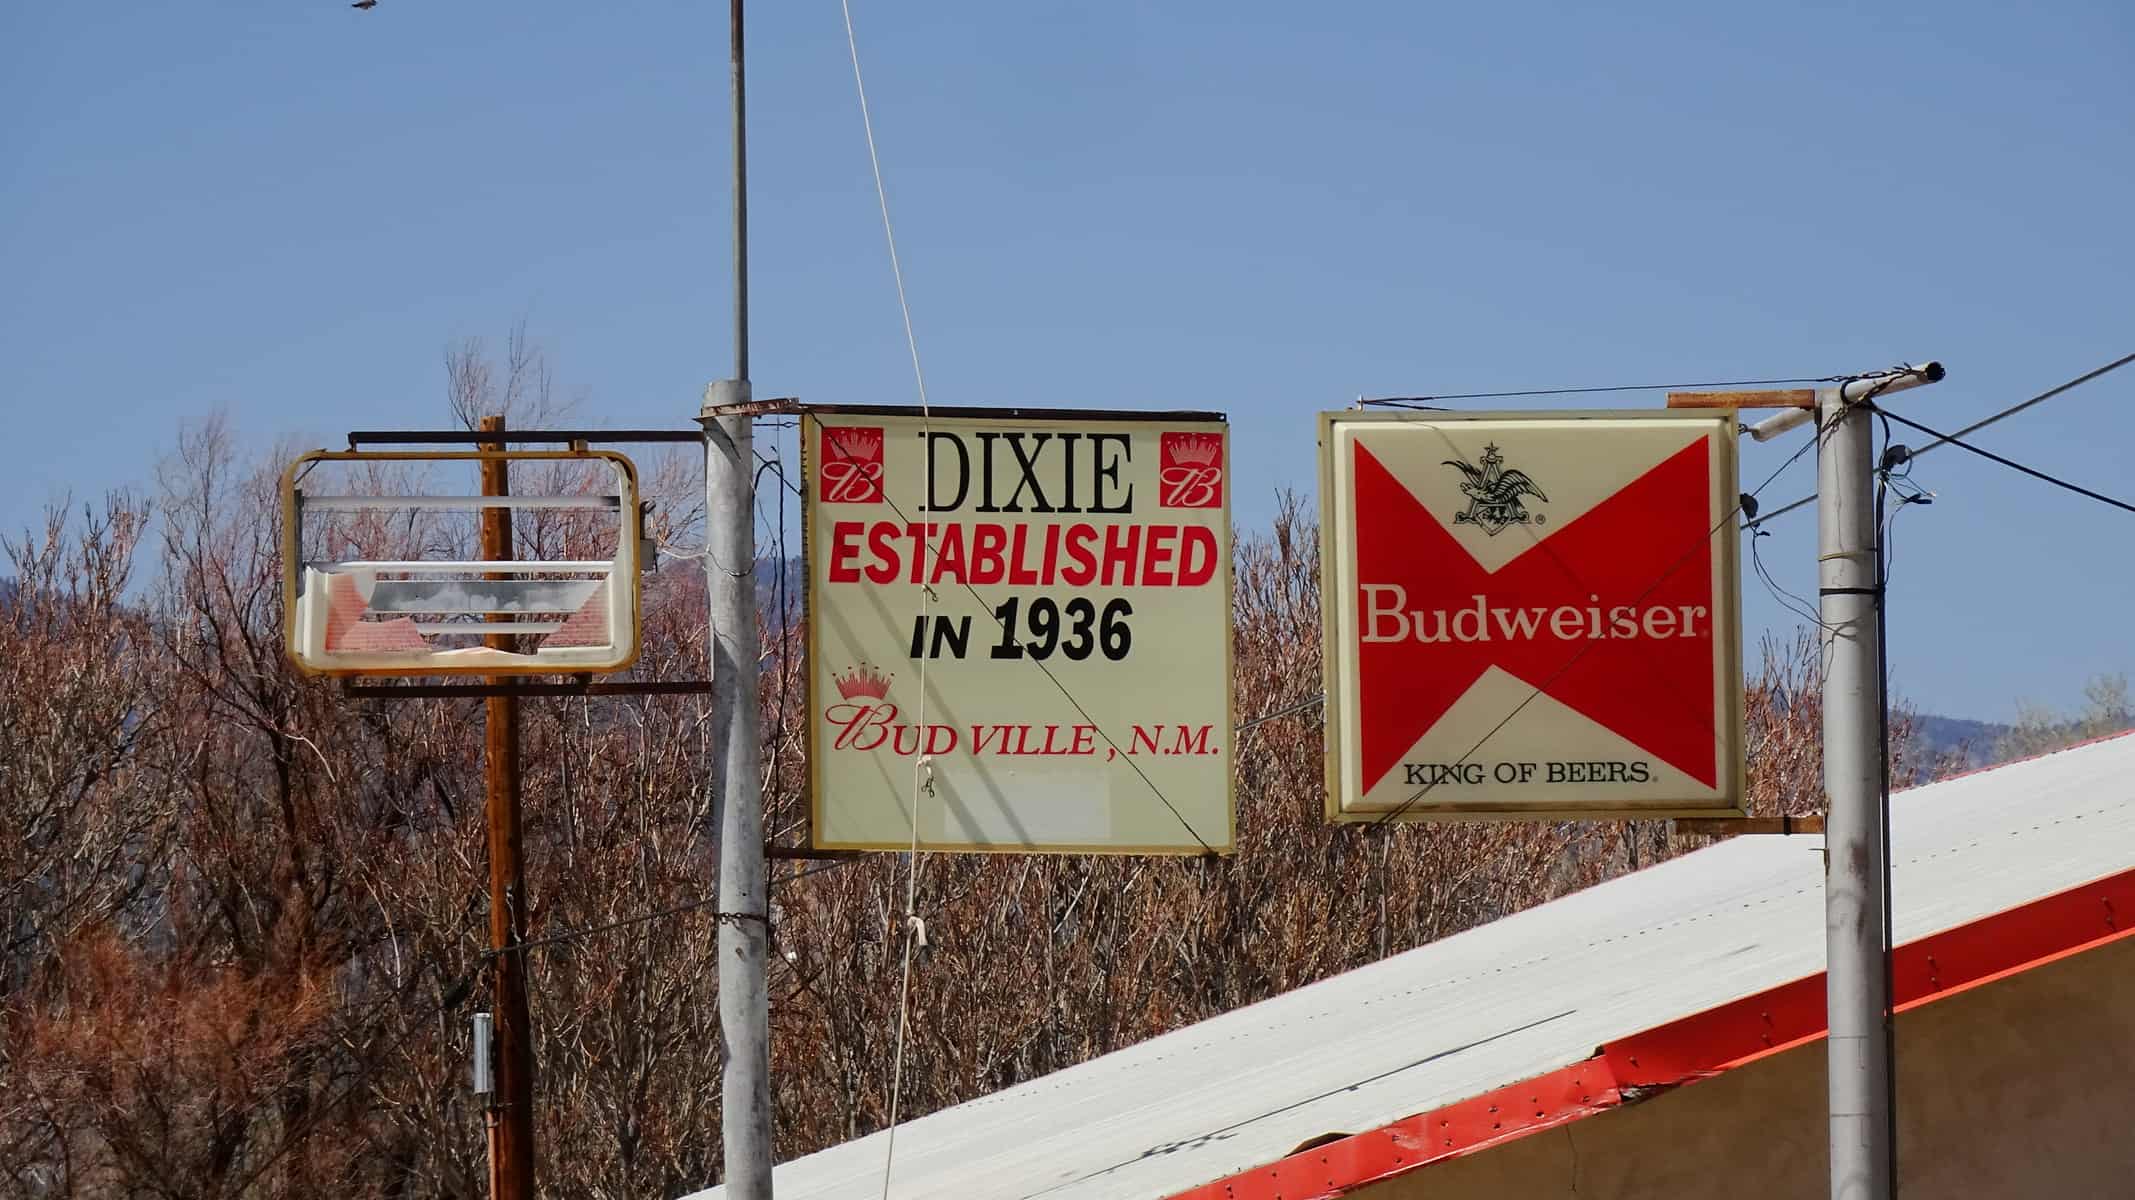 B DIXIE B
ESTABLISHED
IN 1936
BUD VILLE, N.M.
A
®
Budweiser®
KING OF BEERS®